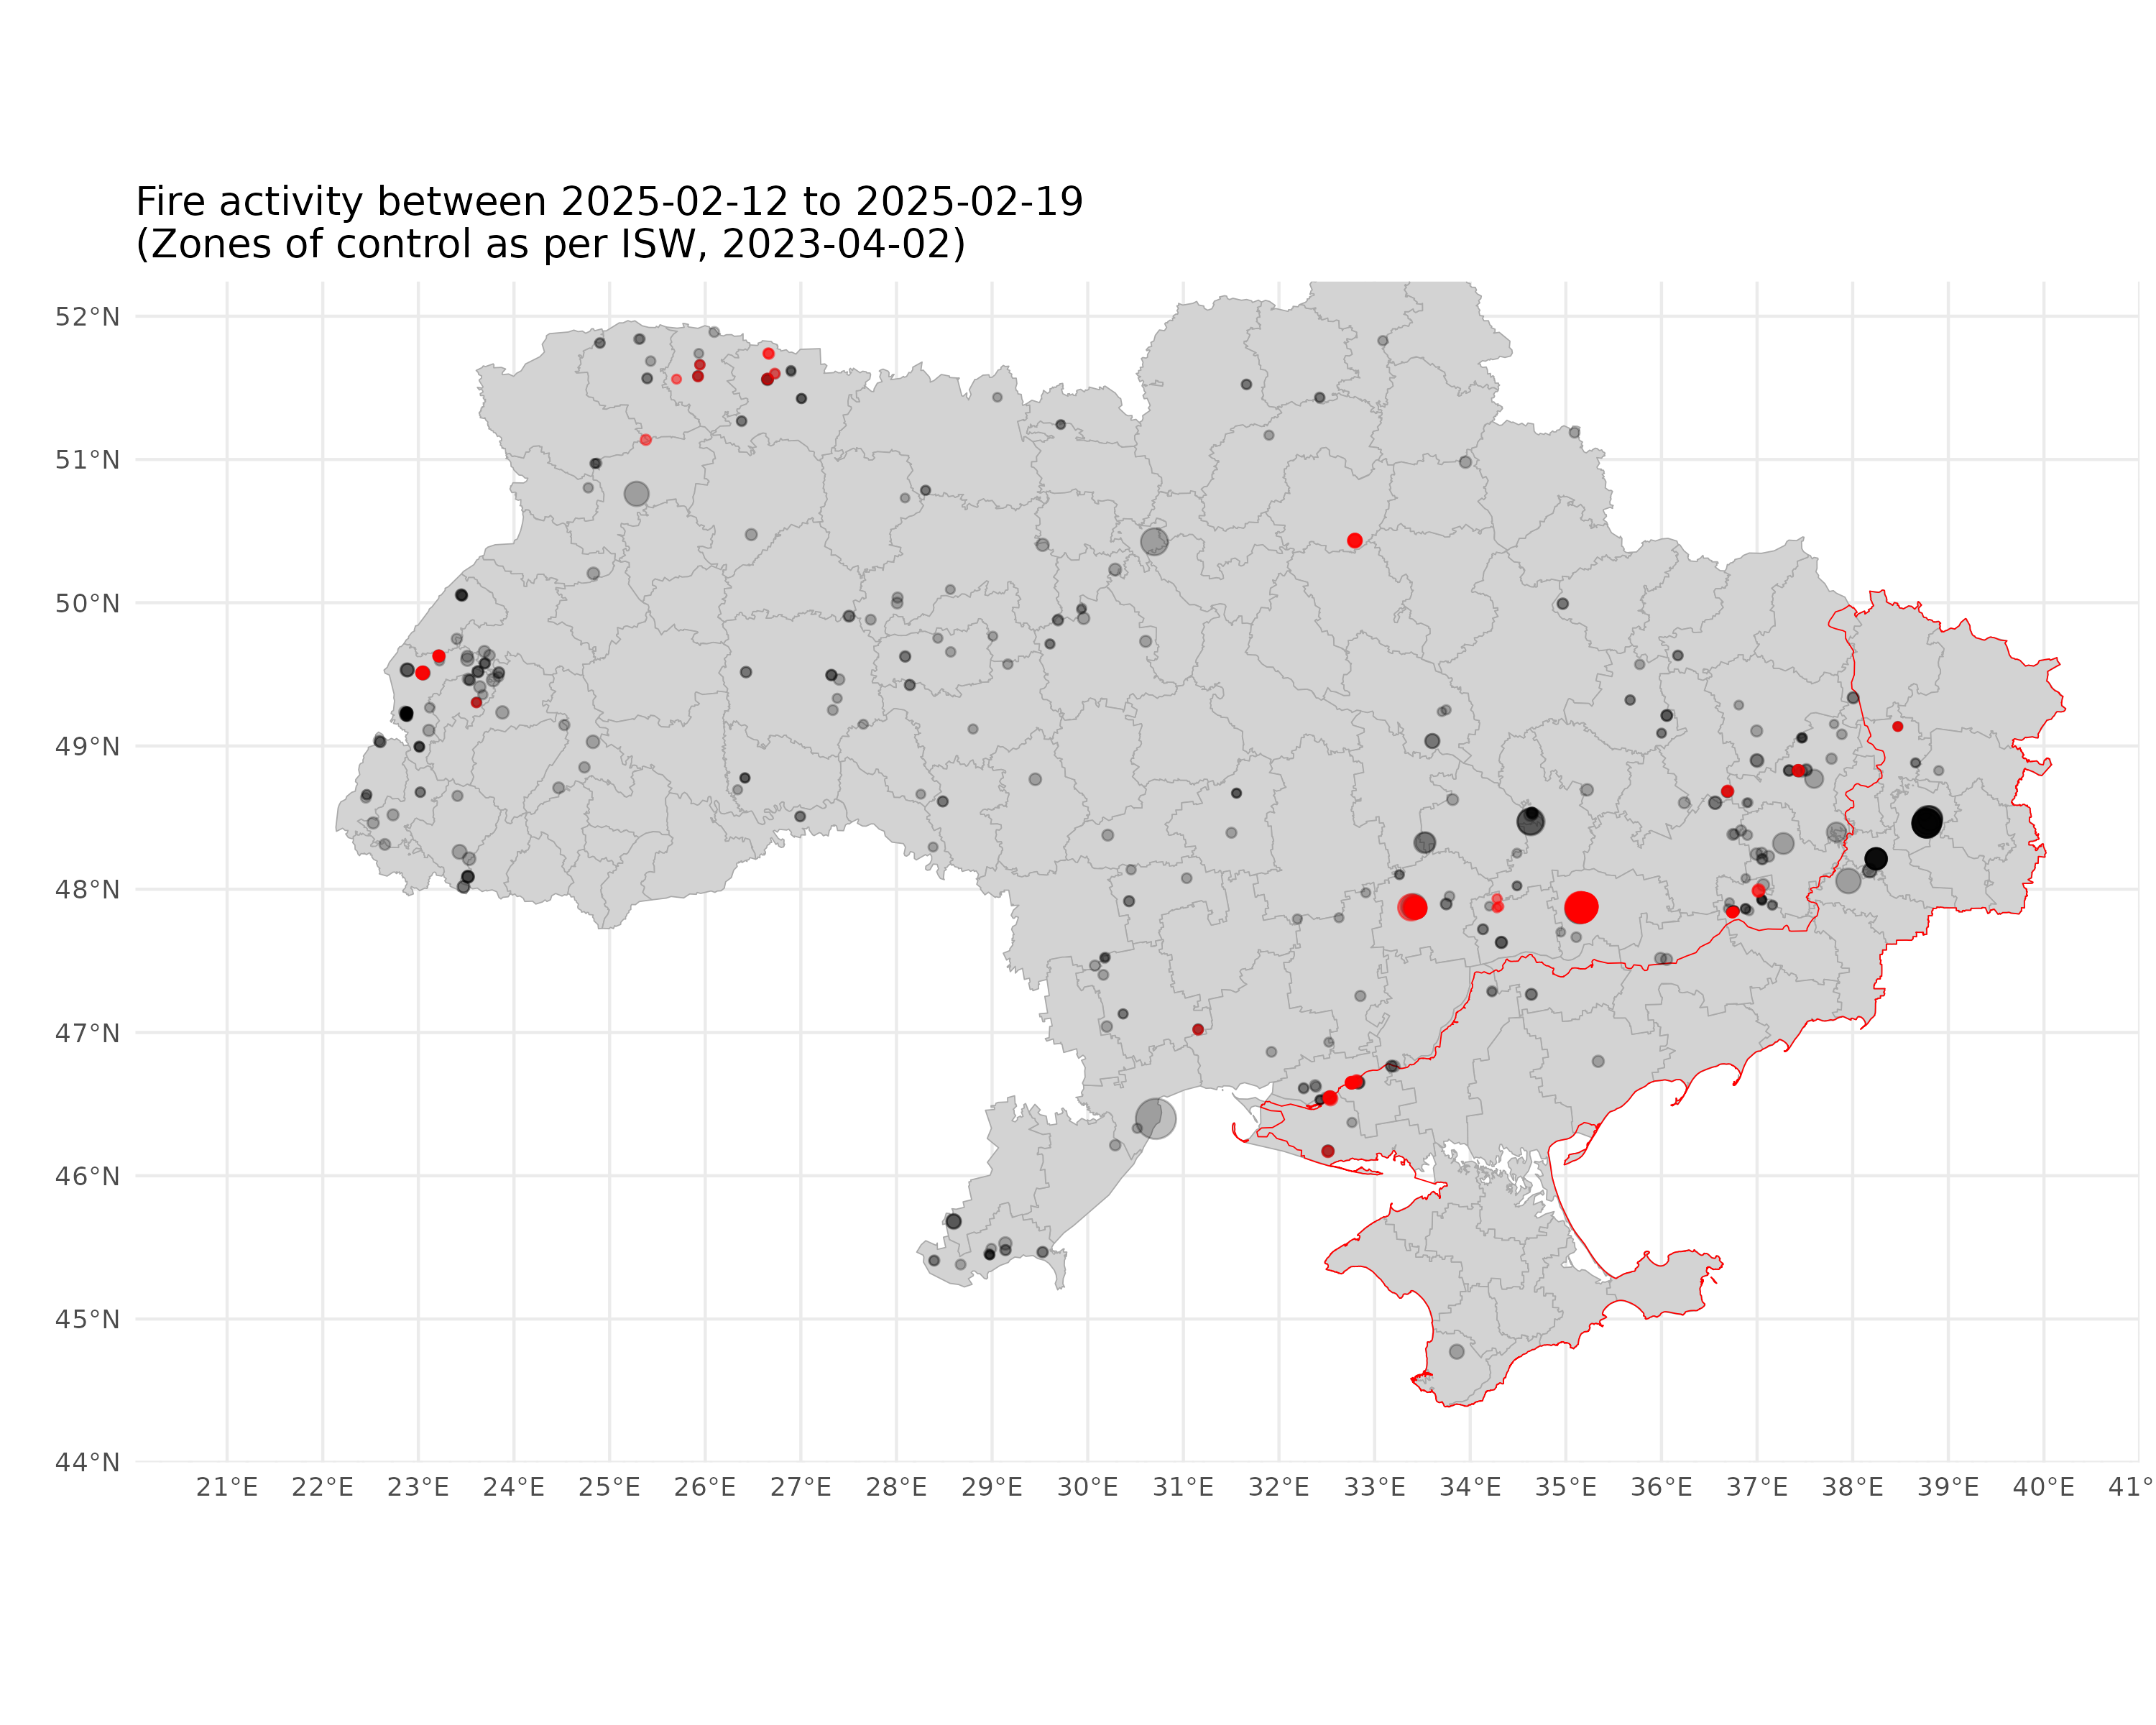 Fire activity between 2025-02-12 to 2025-02-19
(Zones of control as per ISW, 2023-04-02)
52°N
51°N
50°N
49°N
48°N
47°N
46°N
45°N
44°N
21°E 22°E 23°E 24°E 25°E 26°E 27°E 28°E 29°E 30°E 31°E 32°E 33°E 34°E 35°E 36°E 37°E 38°E 39°E 40°E 41°